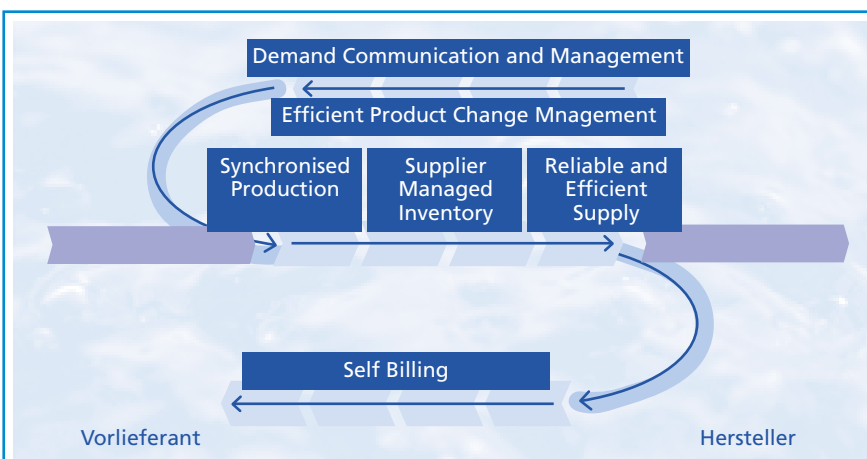 Demand Communication and Management
Efficient Product Change Mnagement
Synchronised
Production
Supplier
Managed
Inventory
Reliable and
Efficient
Supply
Self Billing
Vorlieferant
Hersteller